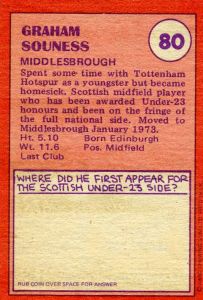 GRAHAM
SOUNESS
80
MIDDLESBROUGH
Spent some time with Tottenham
Hotspur as a youngster but became
homesick. Scottish midfield player
who has been awarded Under-23
honours and been on the fringe of
the full national side. Moved to
Middlesbrough January 1973.
Ht. 5.10 Born Edinburgh
Wt. 11.6 Pos. Midfield
Last Club
WHERE DID HE FIRST APPEAR FOR
THE SCOTTISH UNDER-23 SIDE?
RUB COIN OVER SPACE FOR ANSWER